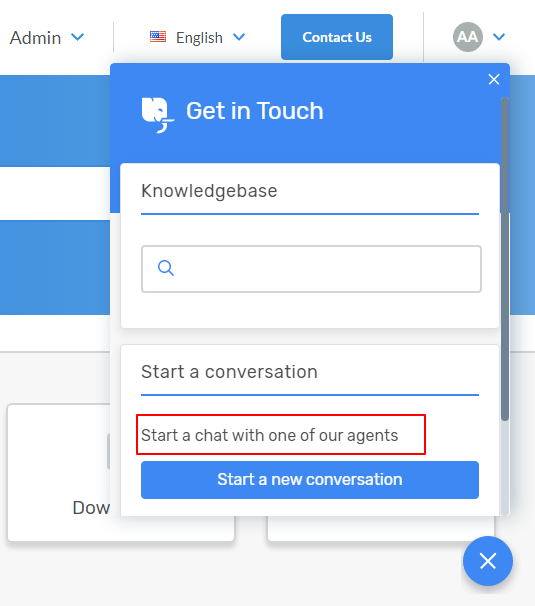 Admin
English
Contact Us
AA
Get in Touch
Knowledgebase
Start a conversation
Start a chat with one of our agents
Start a new conversation